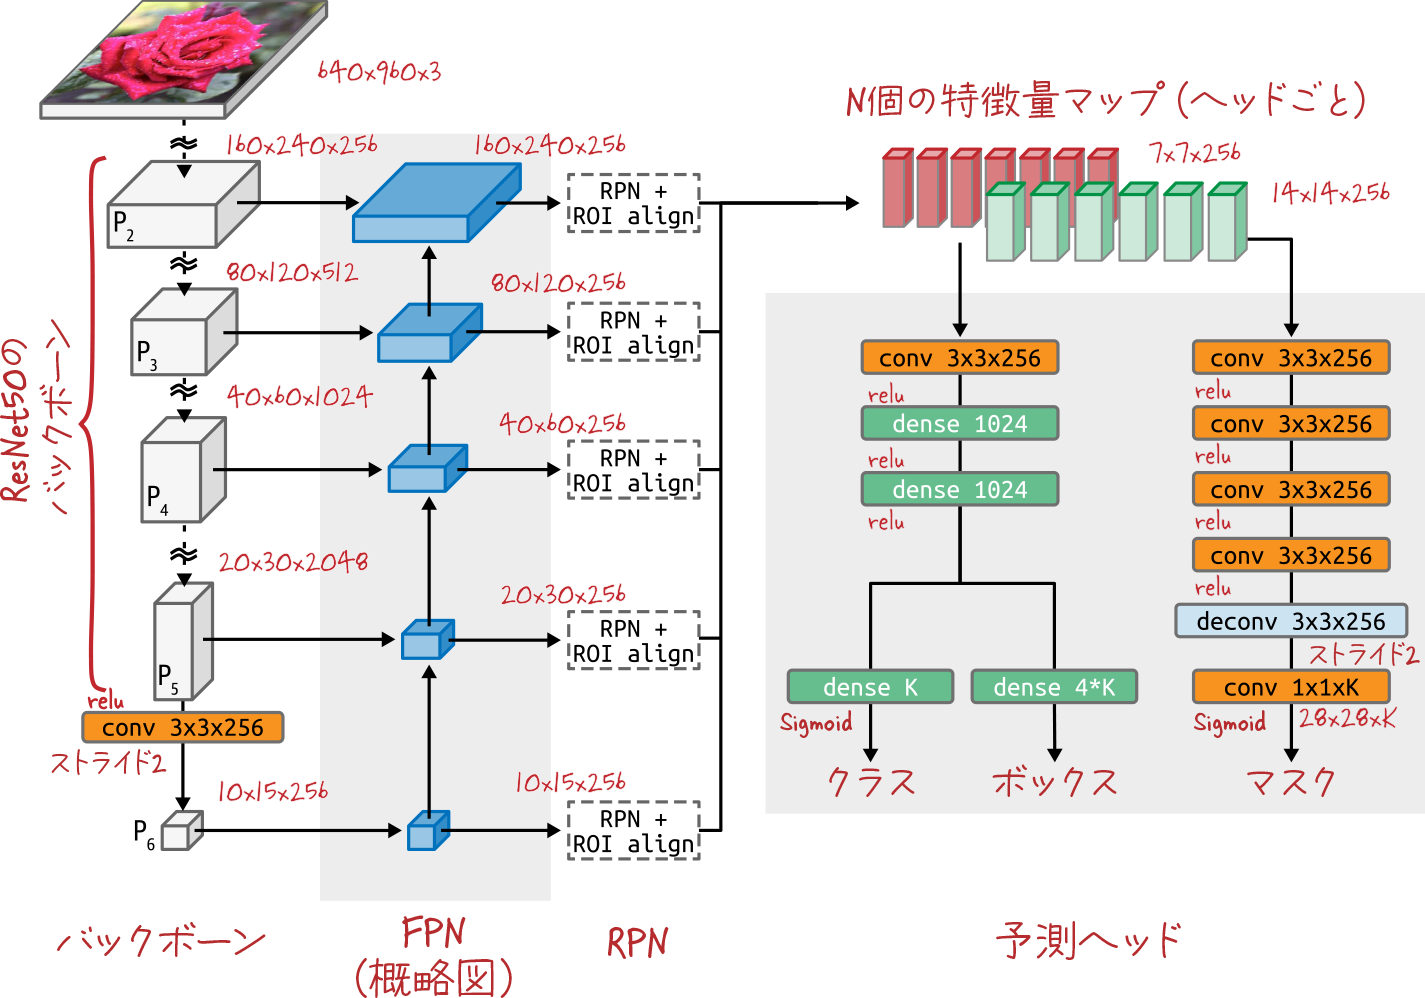 640x960x3
160x240x256
160x240x256
P2
RPN +
ROI align
80x120x512
80x120x256
P3
RPN +
ROI align
40x60x1024
40x60x256
P4
RPN +
ROI align
20x30x2048
20x30x256
P5
RPN +
ROI align
ResNet50の
バックボーン
relu
conv 3x3x256
ストライド2
10x15x256
10x15x256
P6
RPN +
ROI align
バックボーン
FPN
(概略図)
RPN
N個の特徴量マップ (ヘッドごと)
7x7x256
14x14x256
conv 3x3x256
relu
dense 1024
relu
dense 1024
relu
dense K
Sigmoid
クラス
dense 4*K
ボックス
conv 3x3x256
relu
conv 3x3x256
relu
conv 3x3x256
relu
conv 3x3x256
relu
deconv 3x3x256
ストライド2
conv 1x1xK
Sigmoid
28x28xK
マスク
予測ヘッド